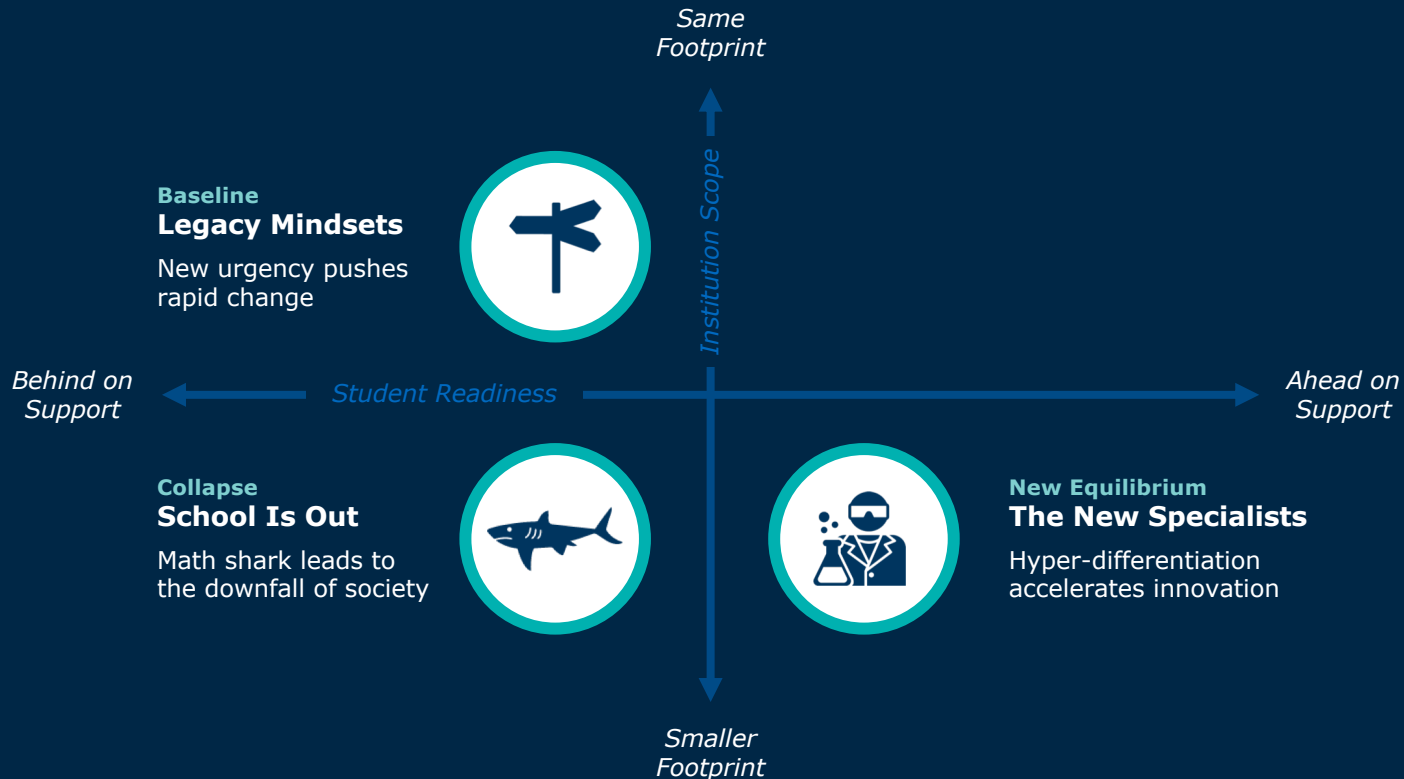 Same
Footprint
Institution Scope
Baseline
Legacy Mindsets
New urgency pushes
rapid change
Behind on
Support
Student Readiness
Ahead on
Support
Collapse
School Is Out
Math shark leads to
the downfall of society
New Equilibrium
The New Specialists
Hyper-differentiation
accelerates innovation
Smaller
Footprint